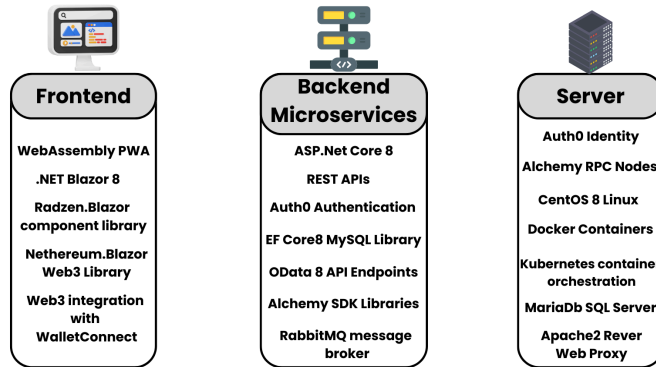 Frontend
WebAssembly PWA
.NET Blazor 8
Radzen.Blazor
component library
Nethereum.Blazor
Web3 Library
Web3 integration
with
WalletConnect
Backend
Microservices
ASP.Net Core 8
REST APIs
Auth0 Authentication
EF Core8 MySQL Library
OData 8 API Endpoints
Alchemy SDK Libraries
RabbitMQ message
broker
Server
Auth0 Identity
Alchemy RPC Nodes
CentOS 8 Linux
Docker Containers
Kubernetes containe
orchestration
MariaDb SQL Server
Apache2 Rever
Web Proxy